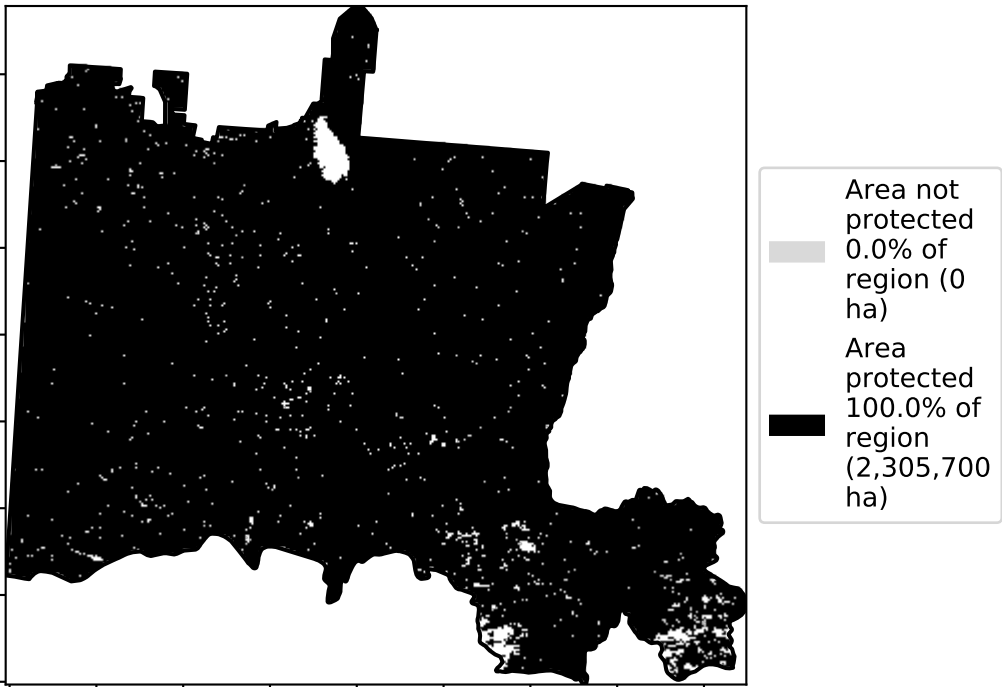 Area not
protected
0.0% of
region (0
ha)
Area
protected
100.0% of
region
(2,305,700
ha)